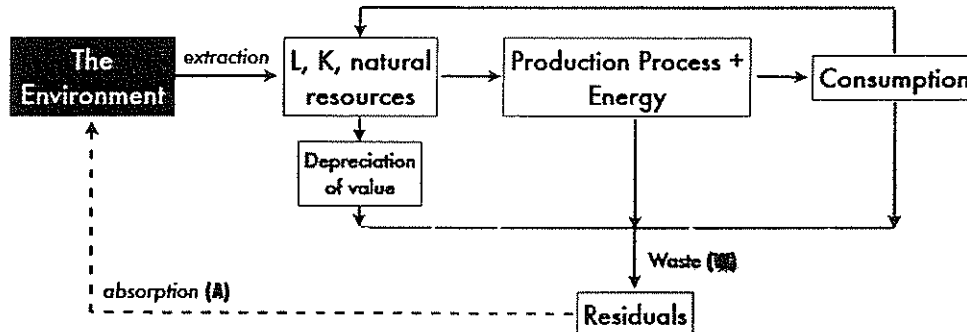 The
Environment
extraction
L, K, natural
resources
Production Process +
Energy
Consumption
Depreciation
of value
Waste
absorption (A)
Residuals